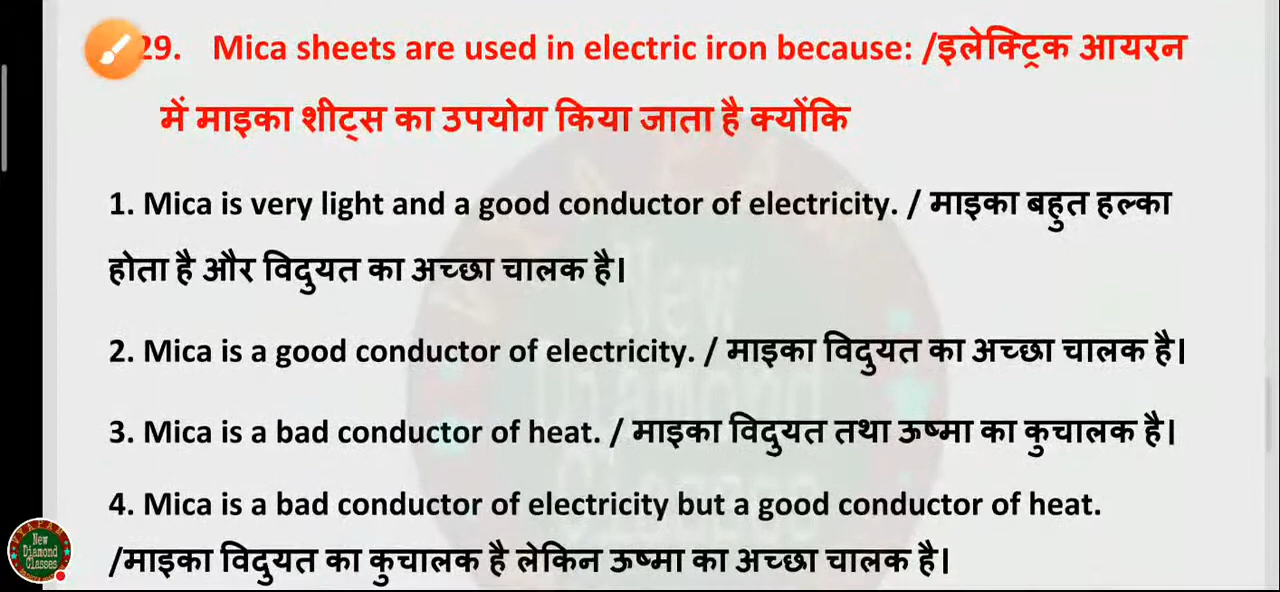 29. Mica sheets are used in electric iron because: /इलेक्ट्रिक आयरन
में माइका शीट्स का उपयोग किया जाता है क्योंकि
1. Mica is very light and a good conductor of electricity. / माइका बहुत हल्का
होता है और विदुयत का अच्छा चालक है।
2. Mica is a good conductor of electricity. / माइका विदुयत का अच्छा चालक है।
3. Mica is a bad conductor of heat. / माइका विदुयत तथा ऊष्मा का कुचालक है।
4. Mica is a bad conductor of electricity but a good conductor of heat.
/माइका विदुयत का कुचालक है लेकिन ऊष्मा का अच्छा चालक है।
New
Diamond
Classes